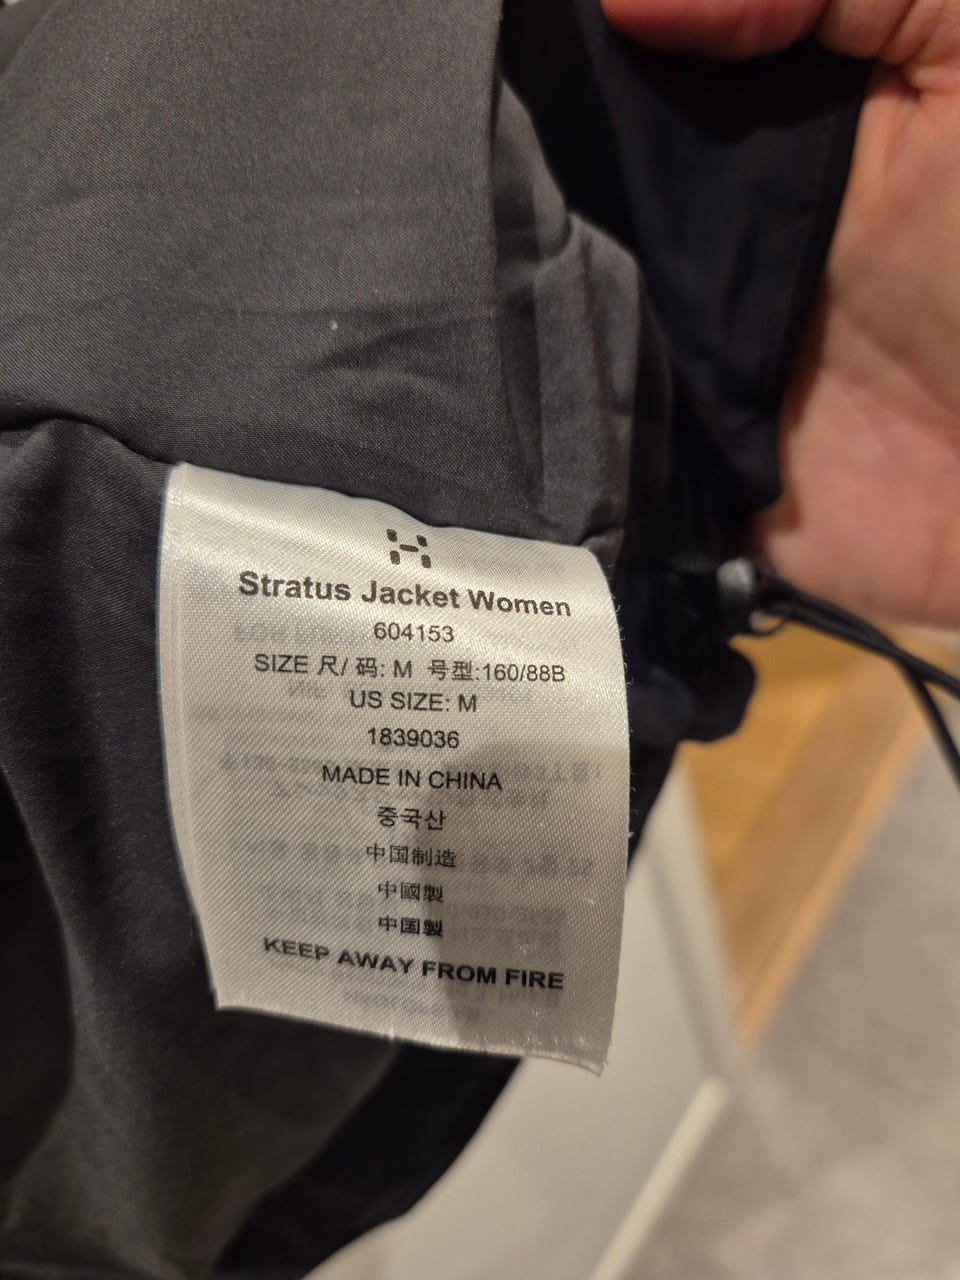 Stratus Jacket Women
604153
SIZE 尺/ 码: M 号型:160/88B
US SIZE: M
1839036
MADE IN CHINA
중국산
中国制造
中國製
中国製
KEEP AWAY FROM FIRE